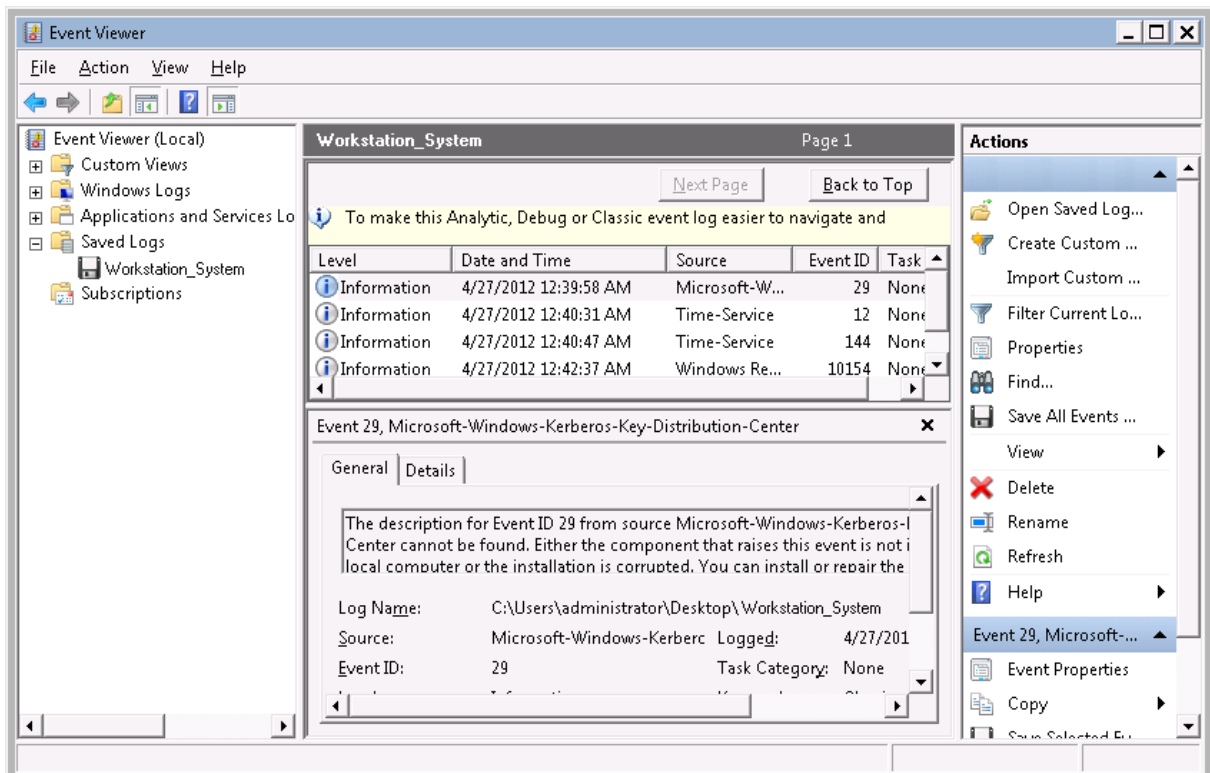 Event Viewer
File Action View Help
Event Viewer (Local)
Custom Views
Windows Logs
Applications and Services Lo
Saved Logs
Workstation_System
Subscriptions
Workstation_System Page 1
Next Page Back to Top
To make this Analytic, Debug or Classic event log easier to navigate and
Level Date and Time Source Event ID Task
Information 4/27/2012 12:39:58 AM Microsoft-W... 29 None
Information 4/27/2012 12:40:31 AM Time-Service 12 None
Information 4/27/2012 12:40:47 AM Time-Service 144 None
Information 4/27/2012 12:42:37 AM Windows Re... 10154 None
Event 29, Microsoft-Windows-Kerberos-Key-Distribution-Center
General Details
The description for Event ID 29 from source Microsoft-Windows-Kerberos-
Center cannot be found. Either the component that raises this event is not i
local computer or the installation is corrupted. You can install or repair the
Log Name: C:\Users\administrator\Desktop\Workstation_System
Source: Microsoft-Windows-Kerberc Logged: 4/27/201
Event ID: 29 Task Category: None
Actions
Open Saved Log...
Create Custom ...
Import Custom ...
Filter Current Lo...
Properties
Find...
Save All Events ...
View
Delete
Rename
Refresh
Help
Event 29, Microsoft-...
Event Properties
Copy